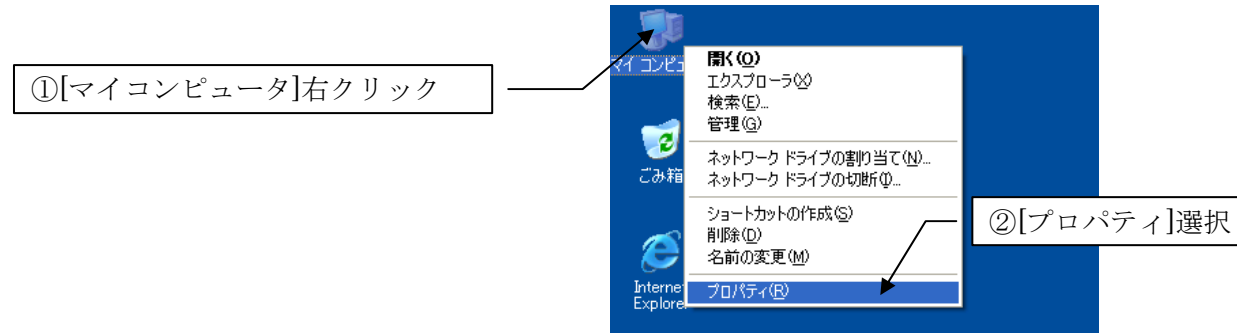 ①[マイコンピュータ]右クリック
マイ コンピュ
ごみ箱
Interne
Explore
開く(O)
エクスプローラ(X)
検索(E)...
管理(G)
ネットワーク ドライブの割り当て(N)...
ネットワーク ドライブの切断(I)...
ショートカットの作成(S)
削除(D)
名前の変更(M)
プロパティ(R)
②[プロパティ]選択